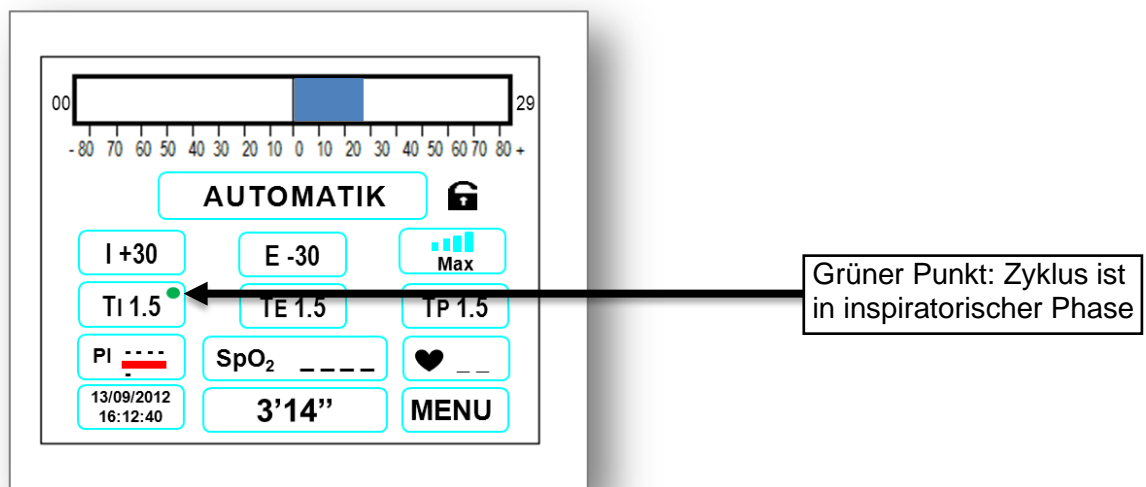 00 29
- 80 70 60 50 40 30 20 10 0 10 20 30 40 50 60 70 80 +
AUTOMATIK
I +30 E -30 Max
TI 1.5 TE 1.5 TP 1.5
Grüner Punkt: Zyklus ist
in inspiratorischer Phase
PI - - - - - SpO₂ _ _ _ _ _ _
13/09/2012
16:12:40
3’14’’ MENU